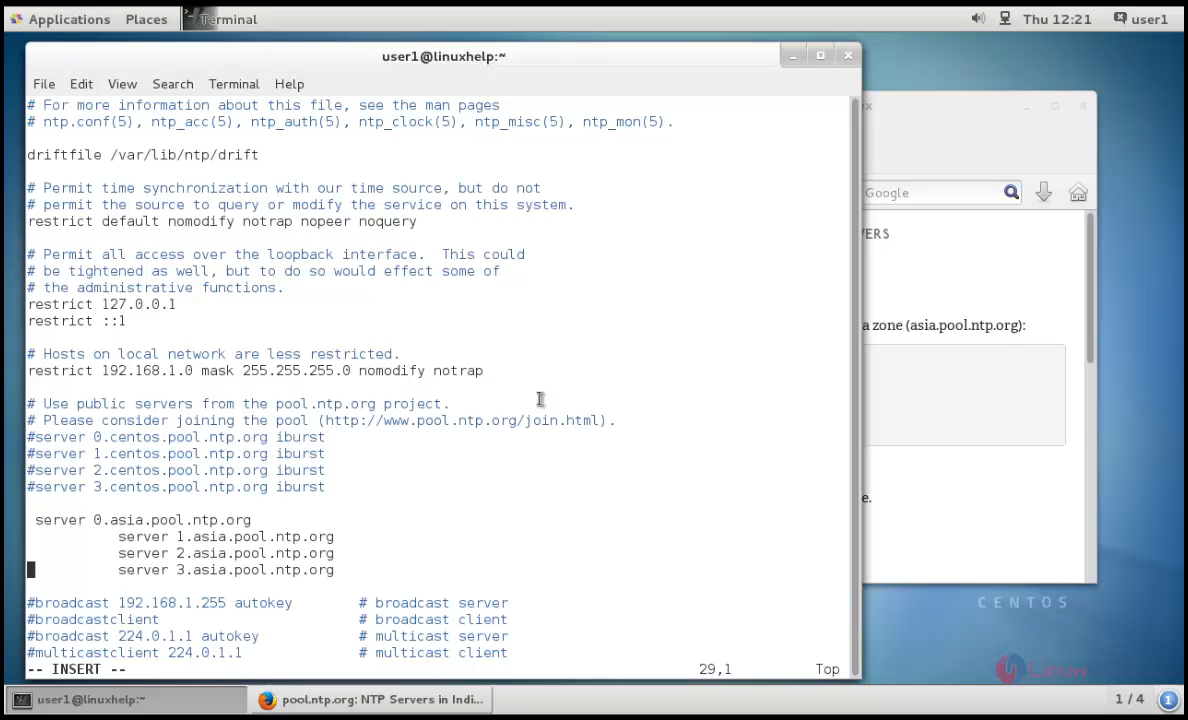 Applications Places Terminal Thu 12:21 user1
user1@linuxhelp:~
File Edit View Search Terminal Help
# For more information about this file, see the man pages
# ntp.conf(5), ntp_acc(5), ntp_auth(5), ntp_clock(5), ntp_misc(5), ntp_mon(5).
driftfile /var/lib/ntp/drift
# Permit time synchronization with our time source, but do not
# permit the source to query or modify the service on this system.
restrict default nomodify notrap nopeer noquery
# Permit all access over the loopback interface.  This could
# be tightened as well, but to do so would effect some of
# the administrative functions.
restrict 127.0.0.1
restrict ::1
# Hosts on local network are less restricted.
restrict 192.168.1.0 mask 255.255.255.0 nomodify notrap
# Use public servers from the pool.ntp.org project.
# Please consider joining the pool (http://www.pool.ntp.org/join.html).
#server 0.centos.pool.ntp.org iburst
#server 1.centos.pool.ntp.org iburst
#server 2.centos.pool.ntp.org iburst
#server 3.centos.pool.ntp.org iburst
server 0.asia.pool.ntp.org
server 1.asia.pool.ntp.org
server 2.asia.pool.ntp.org
server 3.asia.pool.ntp.org
#broadcast 192.168.1.255 autokey        # broadcast server
#broadcastclient                        # broadcast client
#broadcast 224.0.1.1 autokey            # multicast server
#multicastclient 224.0.1.1              # multicast client
-- INSERT -- 29,1 Top
ix
Google
VERS
a zone (asia.pool.ntp.org):
e.
CENTOS
user1@linuxhelp:~ pool.ntp.org: NTP Servers in Indi... 1 / 4 1